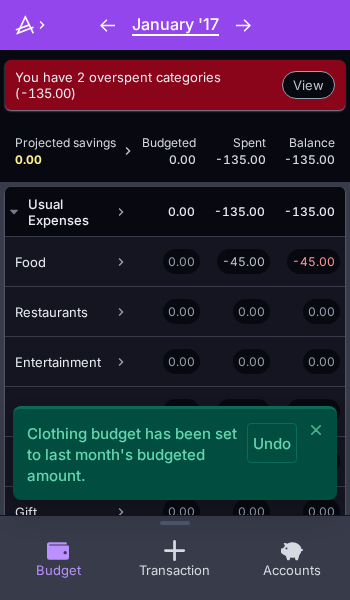 January '17
You have 2 overspent categories
(-135.00)
View
Projected savings
0.00
Budgeted
0.00
Spent
-135.00
Balance
-135.00
Usual
Expenses
0.00
-135.00
-135.00
Food
0.00
-45.00
-45.00
Restaurants
0.00
0.00
0.00
Entertainment
0.00
0.00
0.00
Clothing budget has been set
to last month's budgeted
amount.
Undo
Gift
0.00
0.00
0.00
Budget
Transaction
Accounts